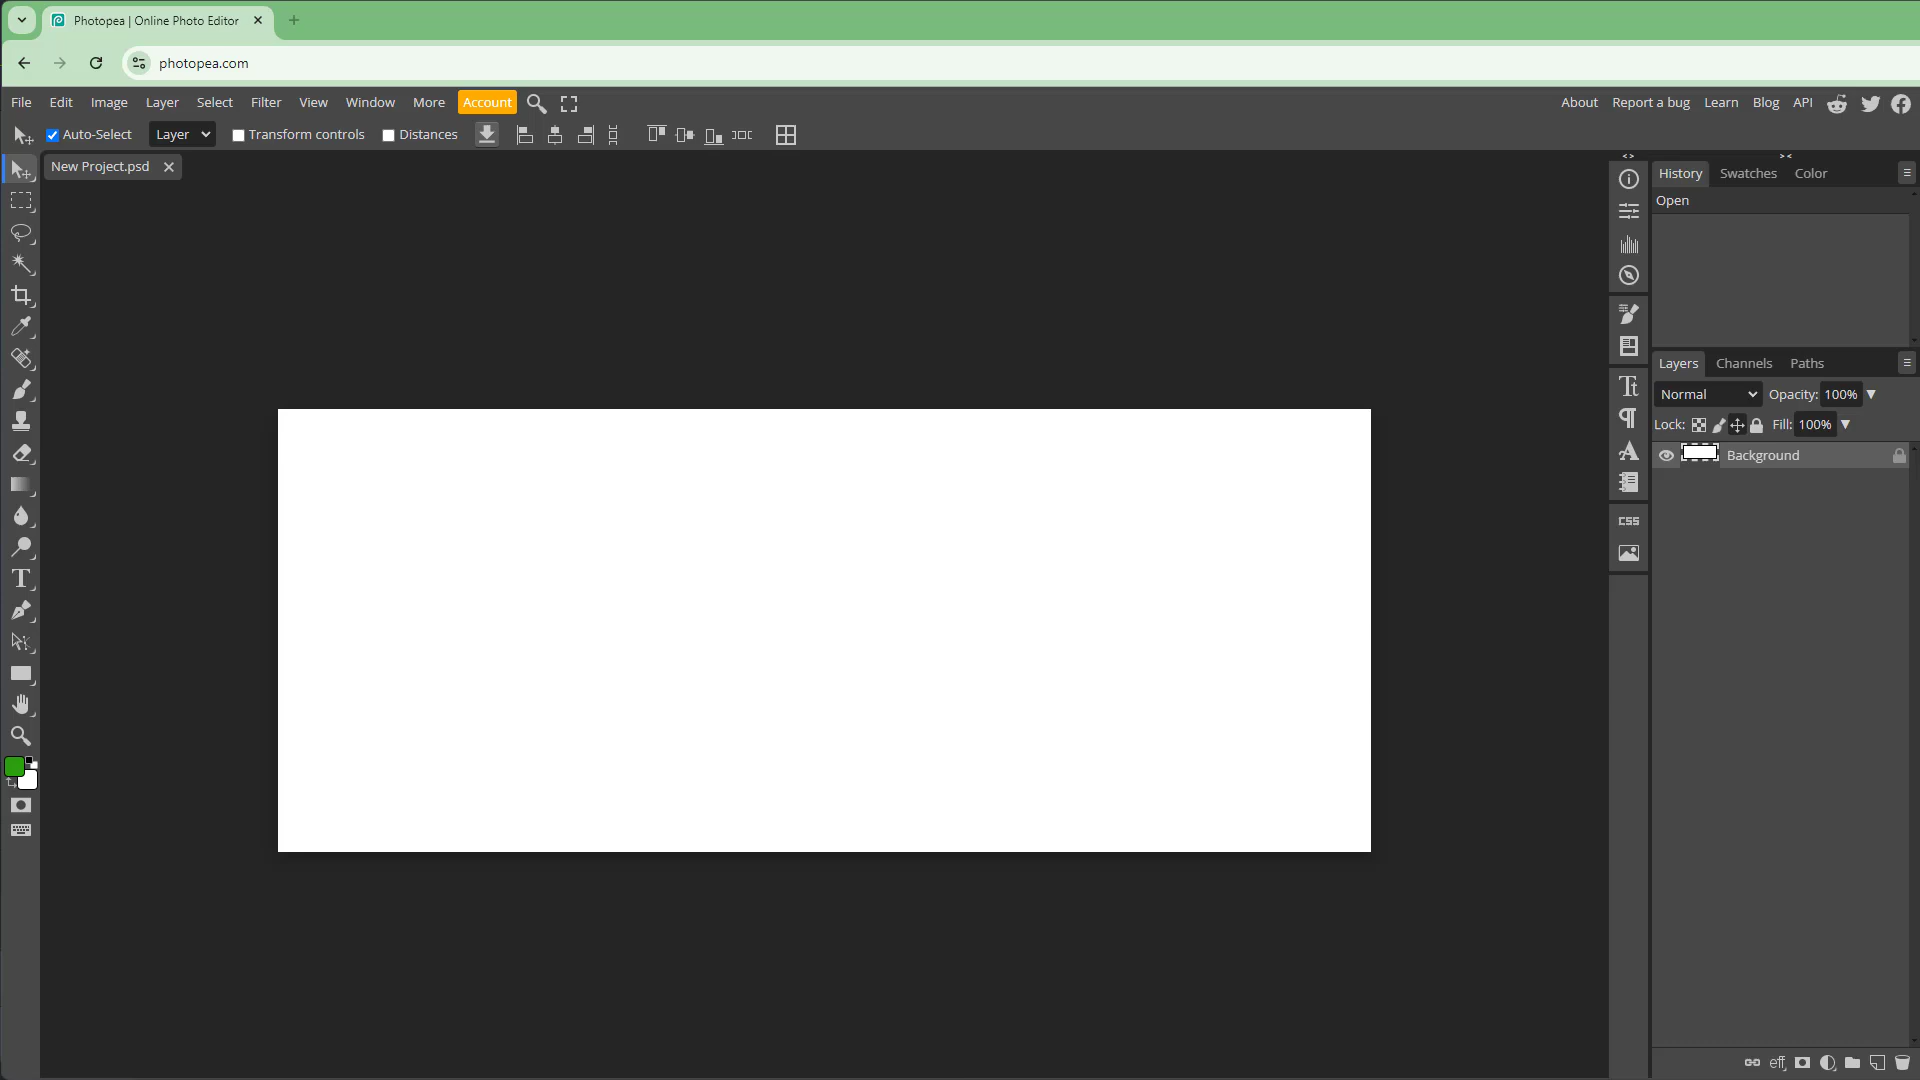 Photopea | Online Photo Editor
photopea.com
File Edit Image Layer Select Filter View Window More Account About Report a bug Learn Blog API
Auto-Select Layer Transform controls Distances
New Project.psd
History Swatches Color
Open
Layers Channels Paths
Normal Opacity: 100%
Lock: Fill: 100%
Background
CSS
eff